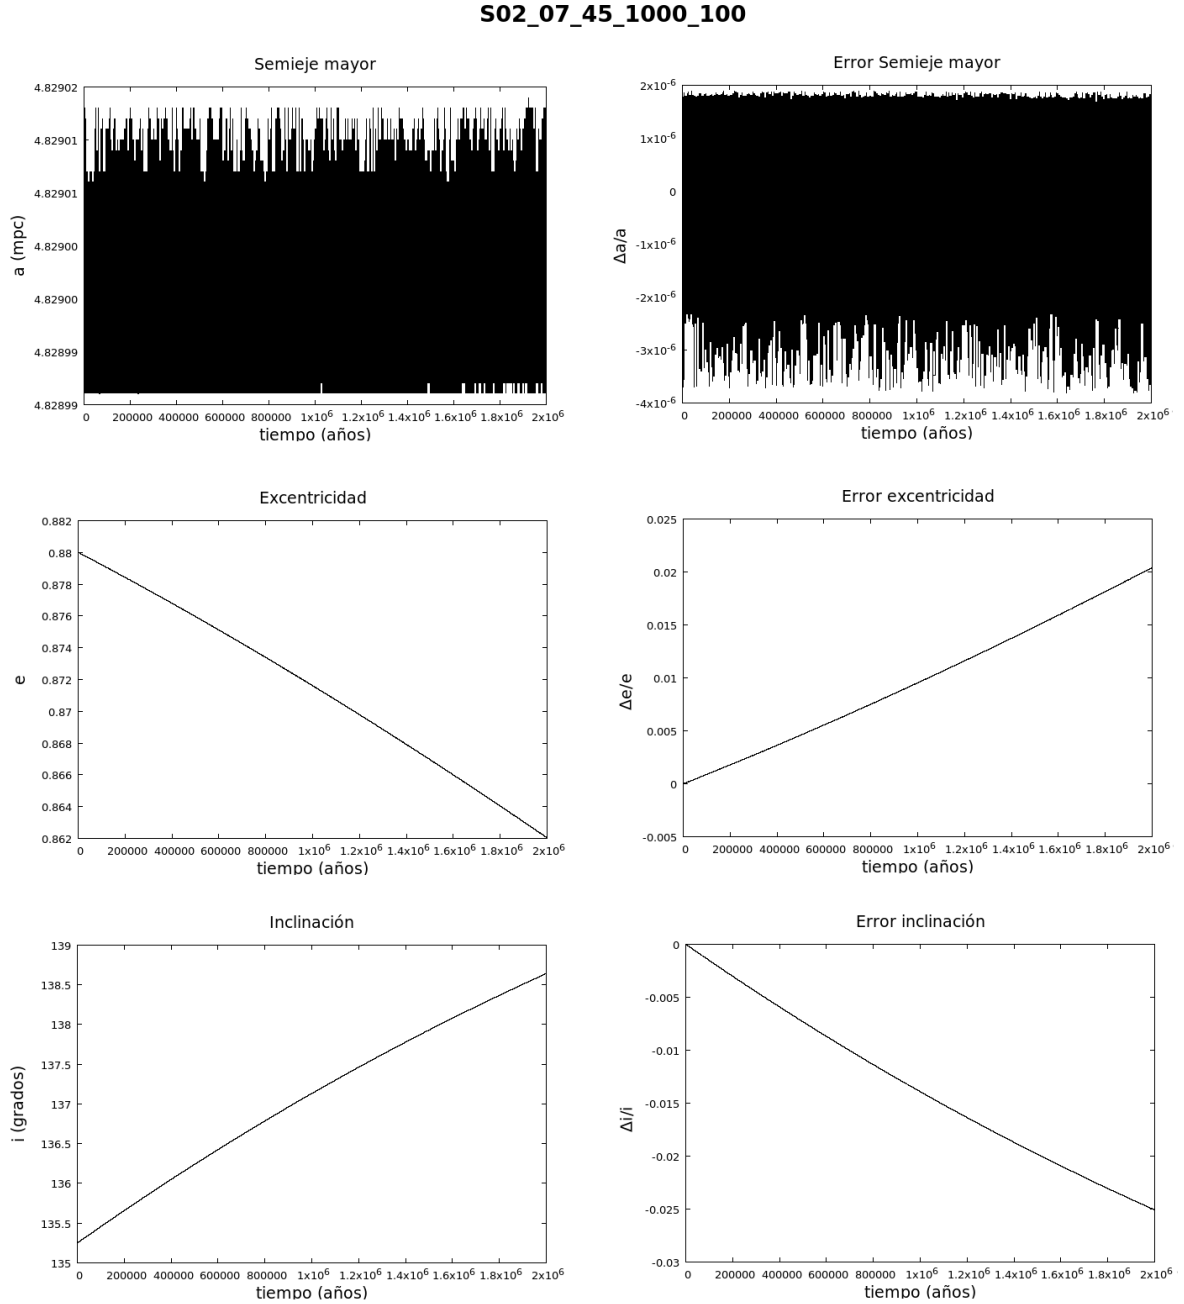 S02_07_45_1000_100
Semieje mayor
4.82902
4.82901
4.82901
4.82900
4.82900
4.82899
4.82899
a (mpc)
0 200000 400000 600000 800000 1x10⁶ 1.2x10⁶ 1.4x10⁶ 1.6x10⁶ 1.8x10⁶ 2x10⁶
tiempo (años)
Error Semieje mayor
2x10⁻⁶
1x10⁻⁶
0
-1x10⁻⁶
-2x10⁻⁶
-3x10⁻⁶
-4x10⁻⁶
Δa/a
0 200000 400000 600000 800000 1x10⁶ 1.2x10⁶ 1.4x10⁶ 1.6x10⁶ 1.8x10⁶ 2x10⁶
tiempo (años)
Excentricidad
0.882
0.88
0.878
0.876
0.874
0.872
0.87
0.868
0.866
0.864
0.862
e
0 200000 400000 600000 800000 1x10⁶ 1.2x10⁶ 1.4x10⁶ 1.6x10⁶ 1.8x10⁶ 2x10⁶
tiempo (años)
Error excentricidad
0.025
0.02
0.015
0.01
0.005
0
-0.005
Δe/e
0 200000 400000 600000 800000 1x10⁶ 1.2x10⁶ 1.4x10⁶ 1.6x10⁶ 1.8x10⁶ 2x10⁶
tiempo (años)
Inclinación
139
138.5
138
137.5
137
136.5
136
135.5
135
i (grados)
0 200000 400000 600000 800000 1x10⁶ 1.2x10⁶ 1.4x10⁶ 1.6x10⁶ 1.8x10⁶ 2x10⁶
tiempo (años)
Error inclinación
0
-0.005
-0.01
-0.015
-0.02
-0.025
-0.03
Δi/i
0 200000 400000 600000 800000 1x10⁶ 1.2x10⁶ 1.4x10⁶ 1.6x10⁶ 1.8x10⁶ 2x10⁶
tiempo (años)